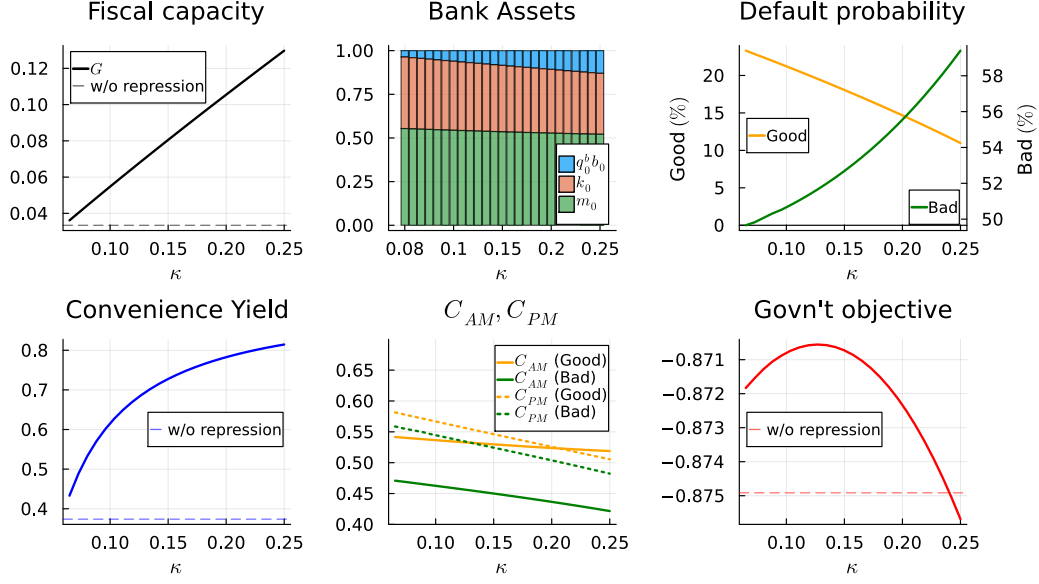 Fiscal capacity
0.12
0.10
0.08
0.06
0.04
G
w/o repression
0.10
0.15
0.20
0.25
κ
Bank Assets
1.00
0.75
0.50
0.25
0.00
q₀ᵇb₀
k₀
m₀
0.08
0.1
0.15
0.20
0.25
κ
Default probability
Good (%)
20
15
10
5
0
Good
Bad
58
56
54
52
50
Bad (%)
0.10
0.15
0.20
0.25
κ
Convenience Yield
0.8
0.7
0.6
0.5
0.4
w/o repression
0.10
0.15
0.20
0.25
κ
C_AM, C_PM
0.65
0.60
0.55
0.50
0.45
0.40
C_AM (Good)
C_AM (Bad)
C_PM (Good)
C_PM (Bad)
0.10
0.15
0.20
0.25
κ
Govn't objective
−0.871
−0.872
−0.873
−0.874
−0.875
w/o repression
0.10
0.15
0.20
0.25
κ